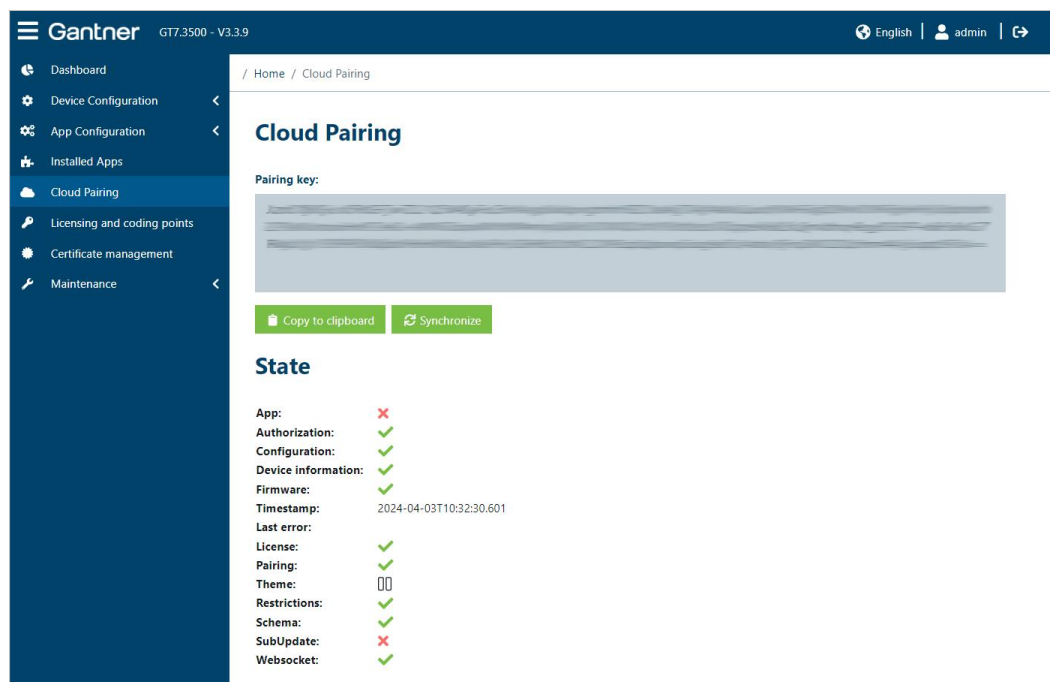 Gantner GT7.3500 - V3.3.9 English admin
Dashboard
Device Configuration
App Configuration
Installed Apps
Cloud Pairing
Licensing and coding points
Certificate management
Maintenance
/ Home / Cloud Pairing
Cloud Pairing
Pairing key:
Copy to clipboard Synchronize
State
App:
Authorization:
Configuration:
Device information:
Firmware:
Timestamp: 2024-04-03T10:32:30.601
Last error:
License:
Pairing:
Theme:
Restrictions:
Schema:
SubUpdate:
Websocket: